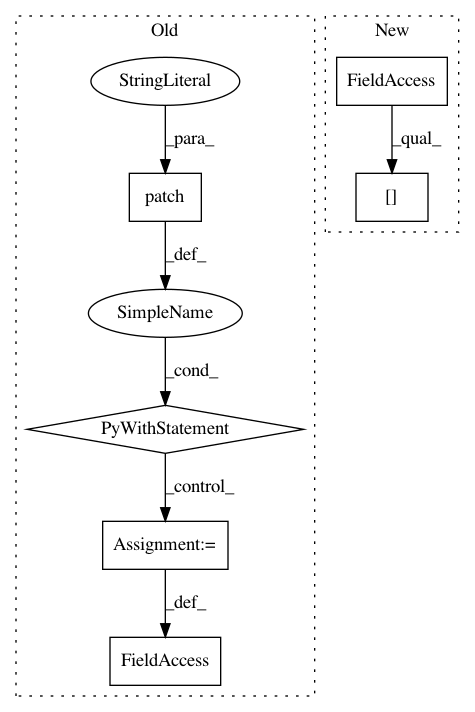 Old
New
StringLiteral
FieldAccess
_para_
_qual_
patch
[]
_def_
SimpleName
_cond_
PyWithStatement
_control_
Assignment:=
_def_
FieldAccess